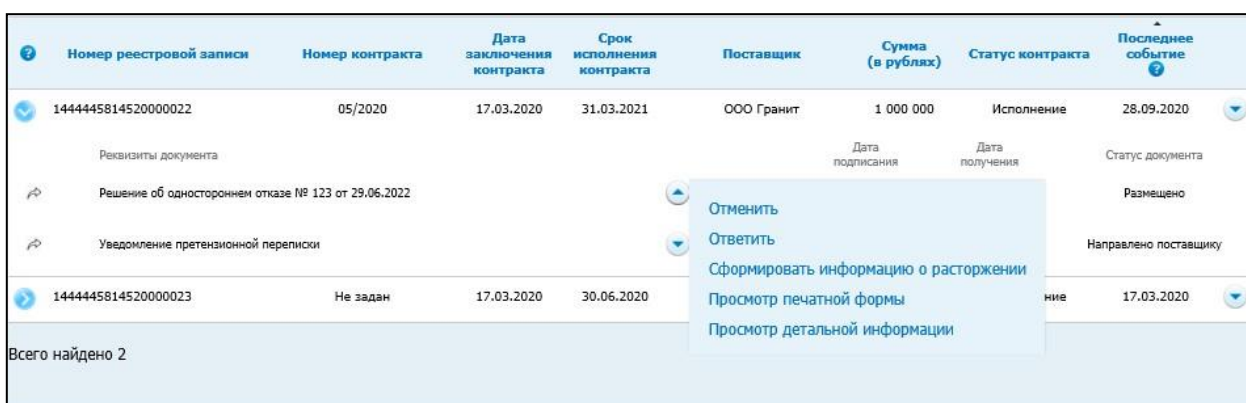 Номер реестровой записи Номер контракта Дата заключения контракта Срок исполнения контракта Поставщик Сумма (в рублях) Статус контракта Последнее событие
1444445814520000022 05/2020 17.03.2020 31.03.2021 ООО Гранит 1 000 000 Исполнение 28.09.2020
Реквизиты документа Дата подписания Дата получения Статус документа
Решение об одностороннем отказе № 123 от 29.06.2022 Размещено
Отменить
Ответить
Уведомление претензионной переписки Направлено поставщику
Сформировать информацию о расторжении
1444445814520000023 Не задан 17.03.2020 30.06.2020 ние 17.03.2020
Просмотр печатной формы
Просмотр детальной информации
Всего найдено 2